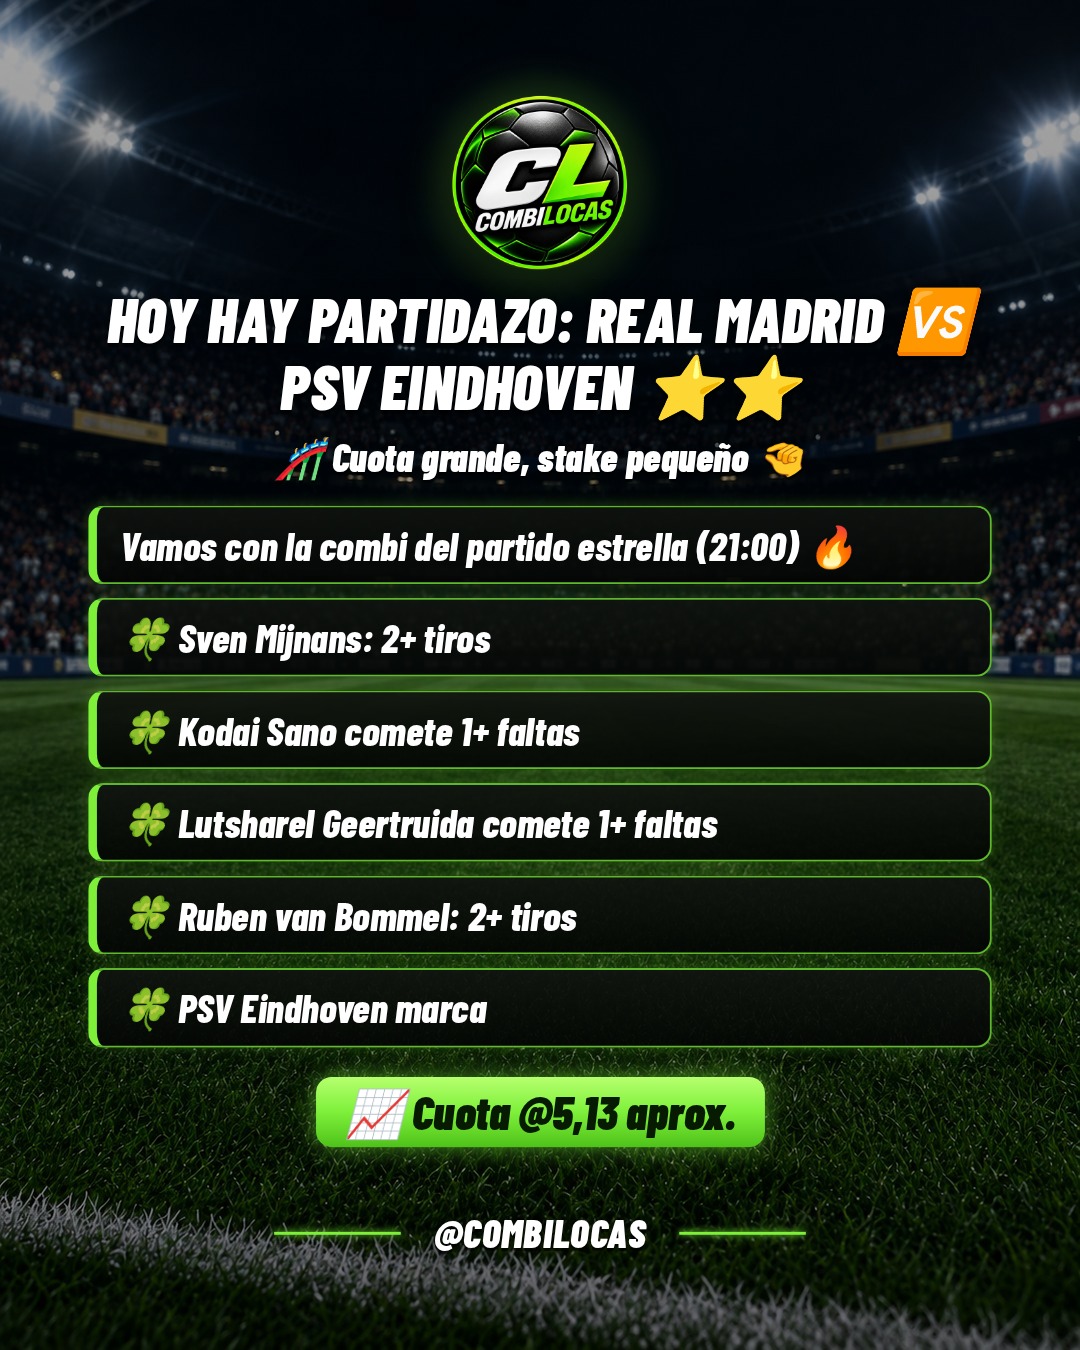 CL
COMBILOCAS
HOY HAY PARTIDAZO: REAL MADRID 🆚
PSV EINDHOVEN ⭐⭐
🎢 Cuota grande, stake pequeño 🤏
Vamos con la combi del partido estrella (21:00) 🔥
🍀 Sven Mijnans: 2+ tiros
🍀 Kodai Sano comete 1+ faltas
🍀 Lutsharel Geertruida comete 1+ faltas
🍀 Ruben van Bommel: 2+ tiros
🍀 PSV Eindhoven marca
📈 Cuota @5,13 aprox.
@COMBILOCAS